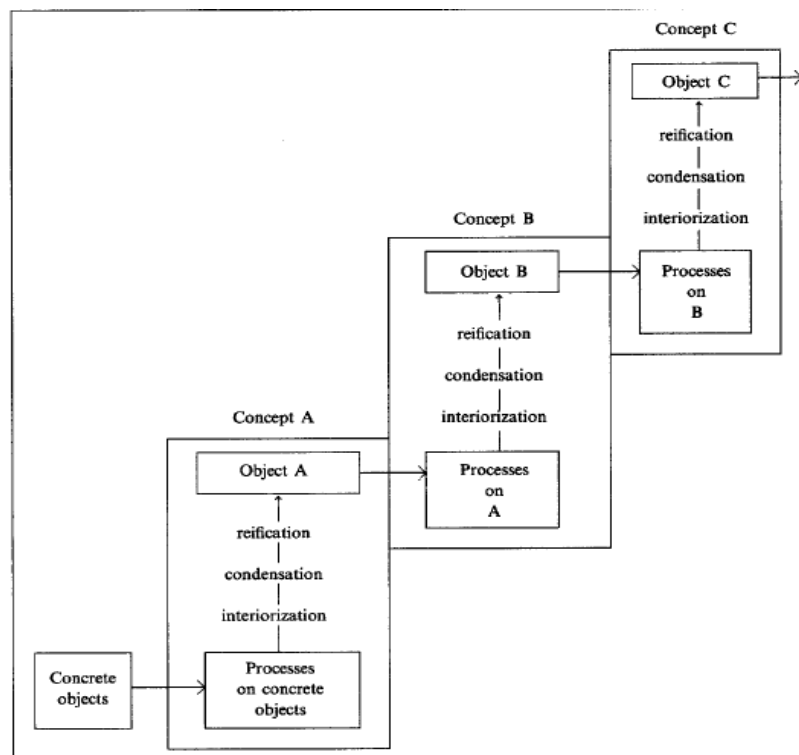 Concept C
Object C
reification
condensation
interiorization
Processes
on
B
Concept B
Object B
reification
condensation
interiorization
Processes
on
A
Concept A
Object A
reification
condensation
interiorization
Processes
on concrete
objects
Concrete
objects